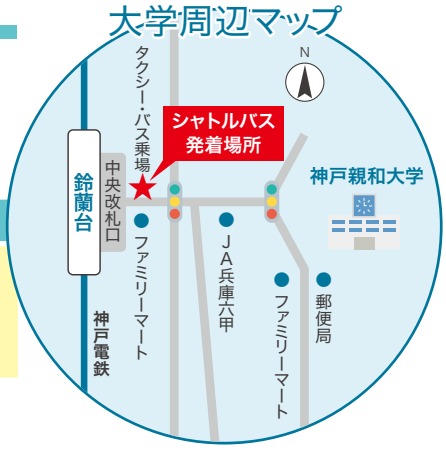 大学周辺マップ
N
タクシー・バス乗場
シャトルバス
発着場所
神戸親和大学
鈴蘭台
中央改札口
ファミリーマート
JA兵庫六甲
ファミリーマート
郵便局
神戸電鉄